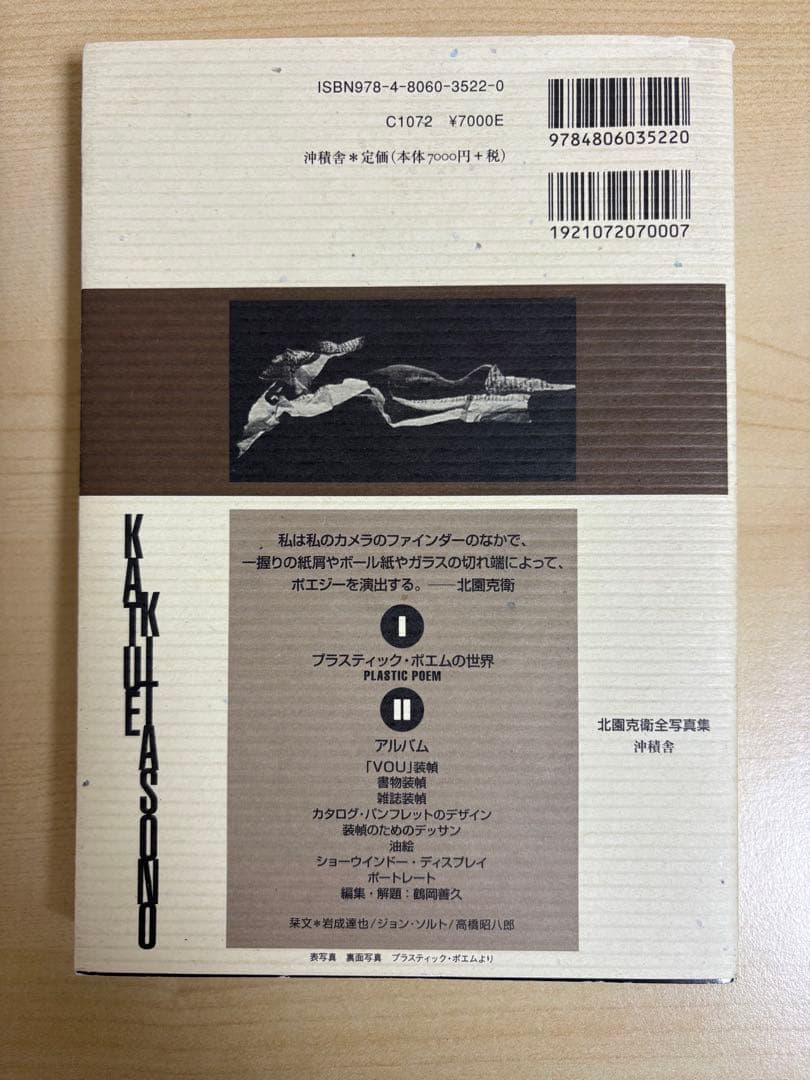 ISBN978-4-8060-3522-0
C1072 ¥7000E
沖積舎*定価(本体7000円+税)
9784806035220
1921072070007
KATUE
KITASONO
私は私のカメラのファインダーのなかで、
一握りの紙屑やボール紙やガラスの切れ端によって、
ポエジーを演出する。——北園克衛
I
プラスティック・ポエムの世界
PLASTIC POEM
II
アルバム
「VOU」装幀
書物装幀
雑誌装幀
カタログ・パンフレットのデザイン
装幀のためのデッサン
油絵
ショーウインドー・ディスプレイ
ポートレート
編集・解題:鶴岡善久
栞文*岩成達也/ジョン・ソルト/高橋昭八郎
北園克衛全写真集
沖積舎
表写真 裏面写真 プラスティック・ポエムより